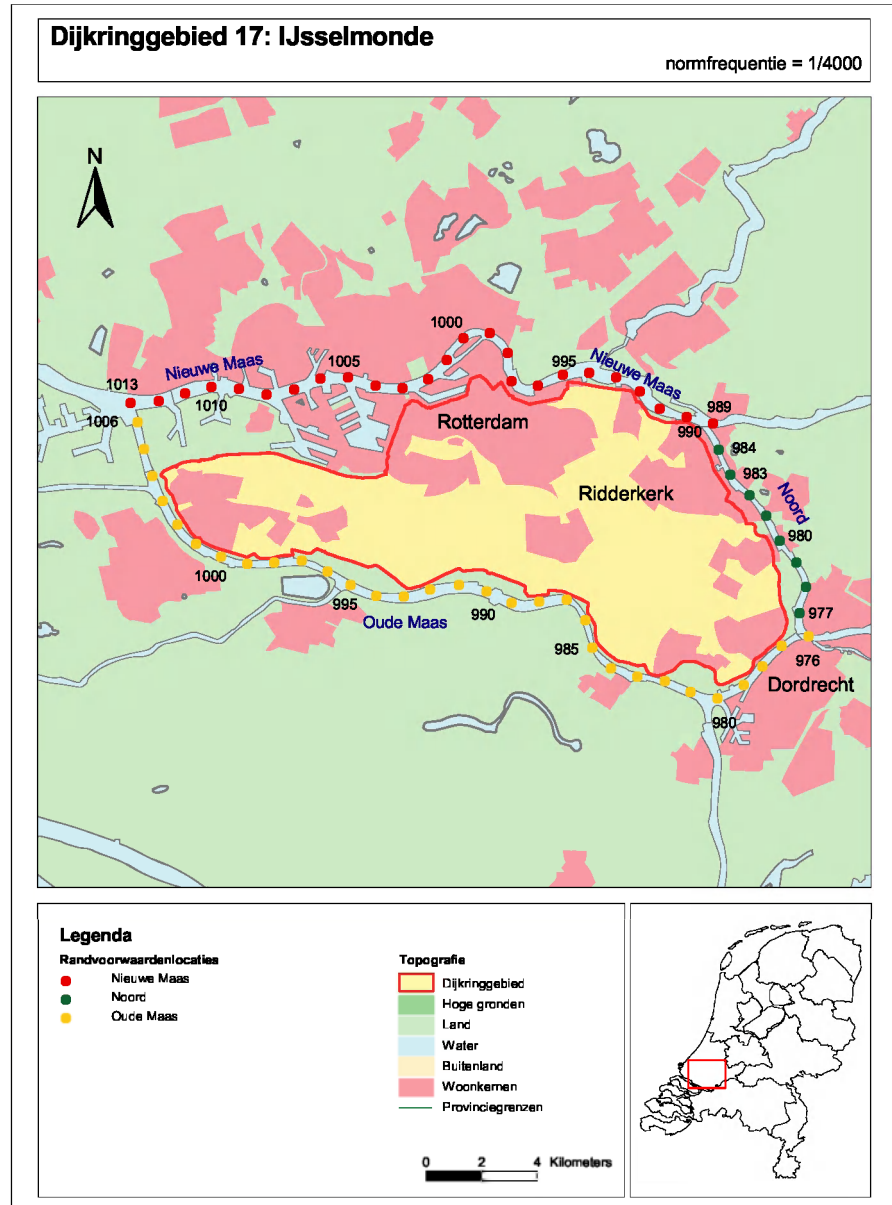 Dijkringgebied 17: IJsselmonde
normfrequentie = 1/4000
N
1000
Nieuwe Maas
1005
995
Nieuwe Maas
1013
1010
1006
Rotterdam
989
990
984
983
Ridderkerk
Noord
980
1000
995
990
977
Oude Maas
985
976
Dordrecht
980
Legenda
Randvoorwaardenlocaties
Nieuwe Maas
Noord
Oude Maas
Topografie
Dijkringgebied
Hoge gronden
Land
Water
Buitenland
Woonkernen
Provinciegrenzen
0 2 4 Kilometers